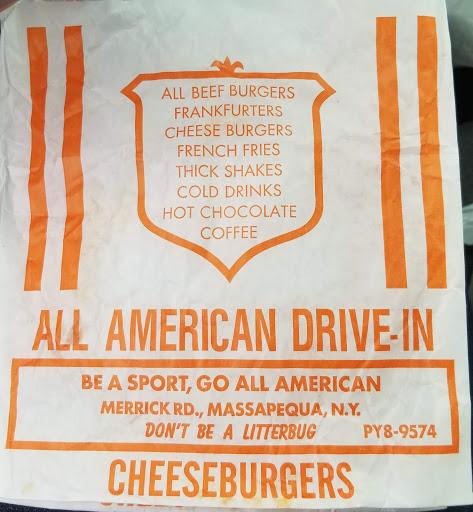 ALL BEEF BURGERS
FRANKFURTERS
CHEESE BURGERS
FRENCH FRIES
THICK SHAKES
COLD DRINKS
HOT CHOCOLATE
COFFEE
ALL AMERICAN DRIVE-IN
BE A SPORT, GO ALL AMERICAN
MERRICK RD., MASSAPEQUA, N.Y.
DON'T BE A LITTERBUG PY8-9574
CHEESEBURGERS